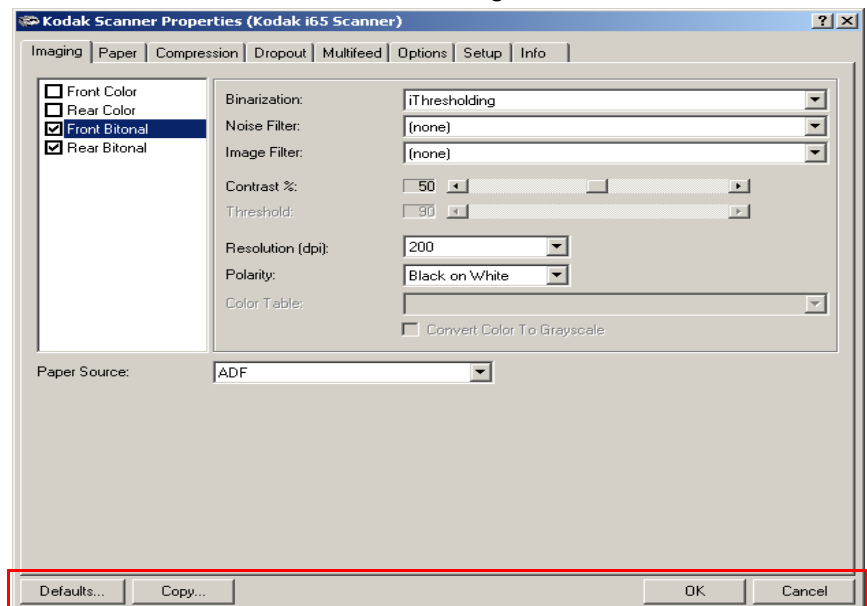 Kodak Scanner Properties (Kodak i65 Scanner)
Imaging Paper Compression Dropout Multifeed Options Setup Info
Front Color
Rear Color
Front Bitonal
Rear Bitonal
Binarization: iThresholding
Noise Filter: (none)
Image Filter: (none)
Contrast %: 50
Threshold: 90
Resolution (dpi): 200
Polarity: Black on White
Color Table:
Convert Color To Grayscale
Paper Source: ADF
Defaults... Copy... OK Cancel